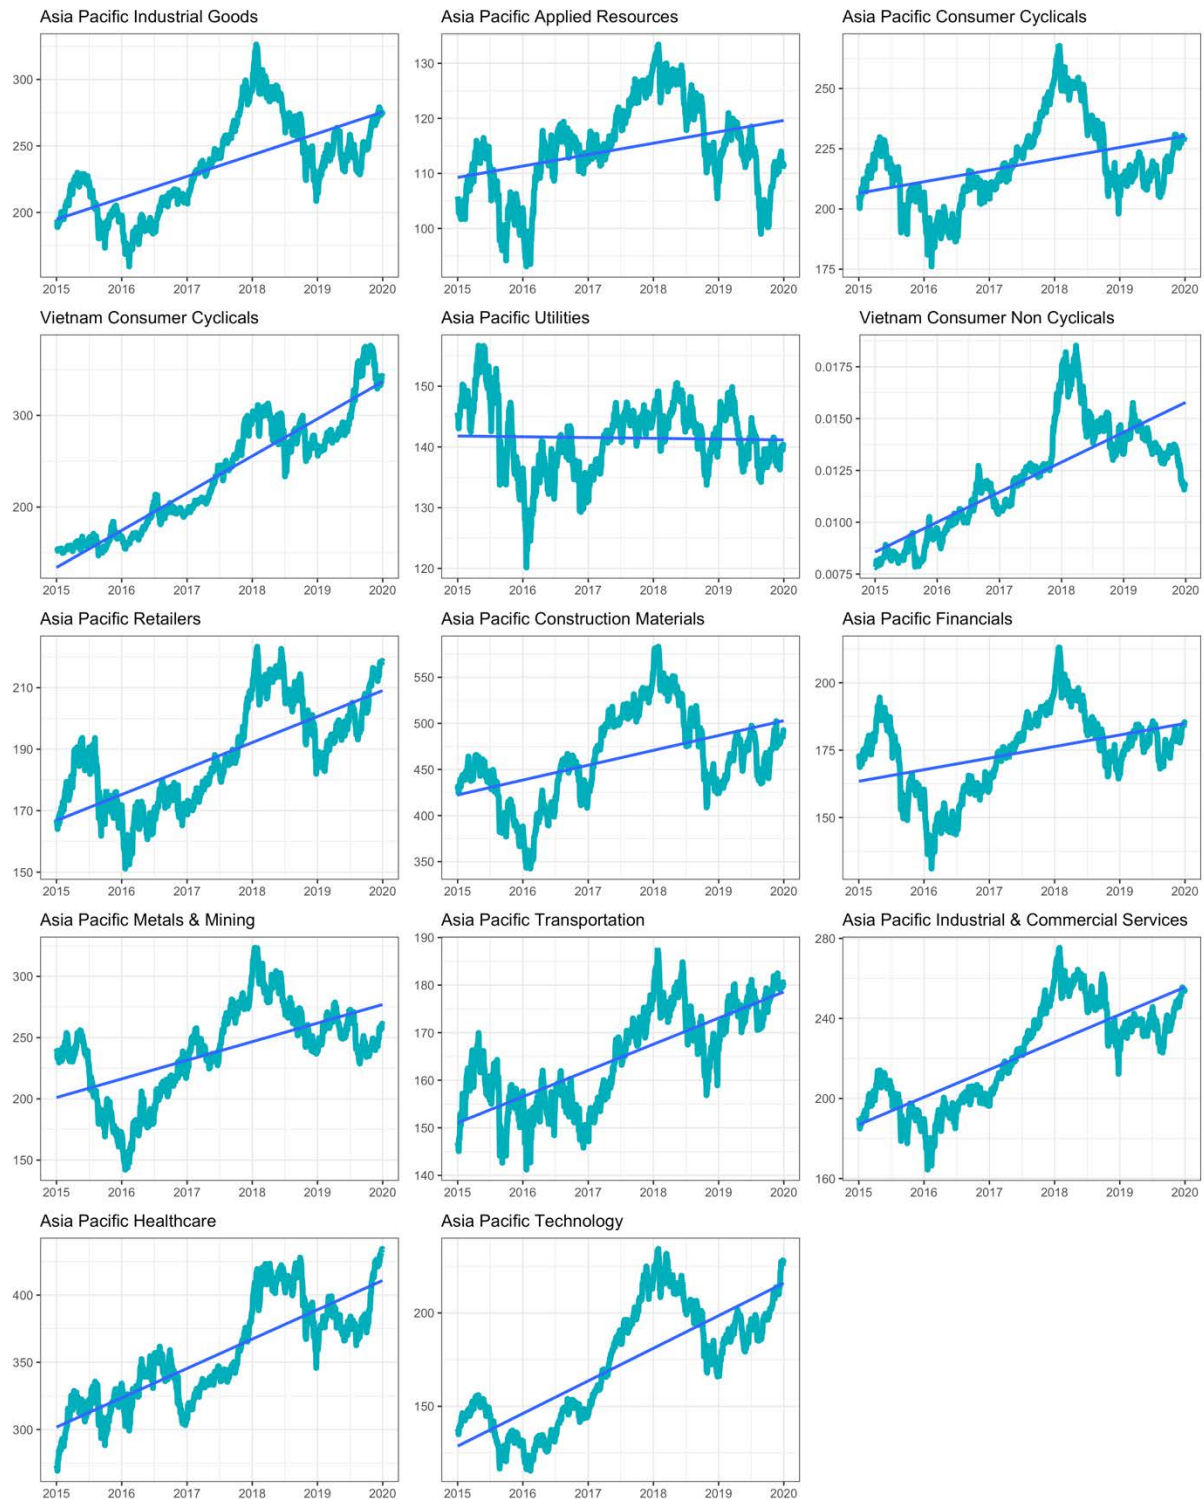 Asia Pacific Industrial Goods
300
250
200
2015 2016 2017 2018 2019 2020
Asia Pacific Applied Resources
130
120
110
100
2015 2016 2017 2018 2019 2020
Asia Pacific Consumer Cyclicals
250
225
200
175
2015 2016 2017 2018 2019 2020
Vietnam Consumer Cyclicals
300
200
2015 2016 2017 2018 2019 2020
Asia Pacific Utilities
150
140
130
120
2015 2016 2017 2018 2019 2020
Vietnam Consumer Non Cyclicals
0.0175
0.0150
0.0125
0.0100
0.0075
2015 2016 2017 2018 2019 2020
Asia Pacific Retailers
210
190
170
150
2015 2016 2017 2018 2019 2020
Asia Pacific Construction Materials
550
500
450
400
350
2015 2016 2017 2018 2019 2020
Asia Pacific Financials
200
175
150
2015 2016 2017 2018 2019 2020
Asia Pacific Metals & Mining
300
250
200
150
2015 2016 2017 2018 2019 2020
Asia Pacific Transportation
190
180
170
160
150
140
2015 2016 2017 2018 2019 2020
Asia Pacific Industrial & Commercial Services
280
240
200
160
2015 2016 2017 2018 2019 2020
Asia Pacific Healthcare
400
350
300
2015 2016 2017 2018 2019 2020
Asia Pacific Technology
200
150
2015 2016 2017 2018 2019 2020